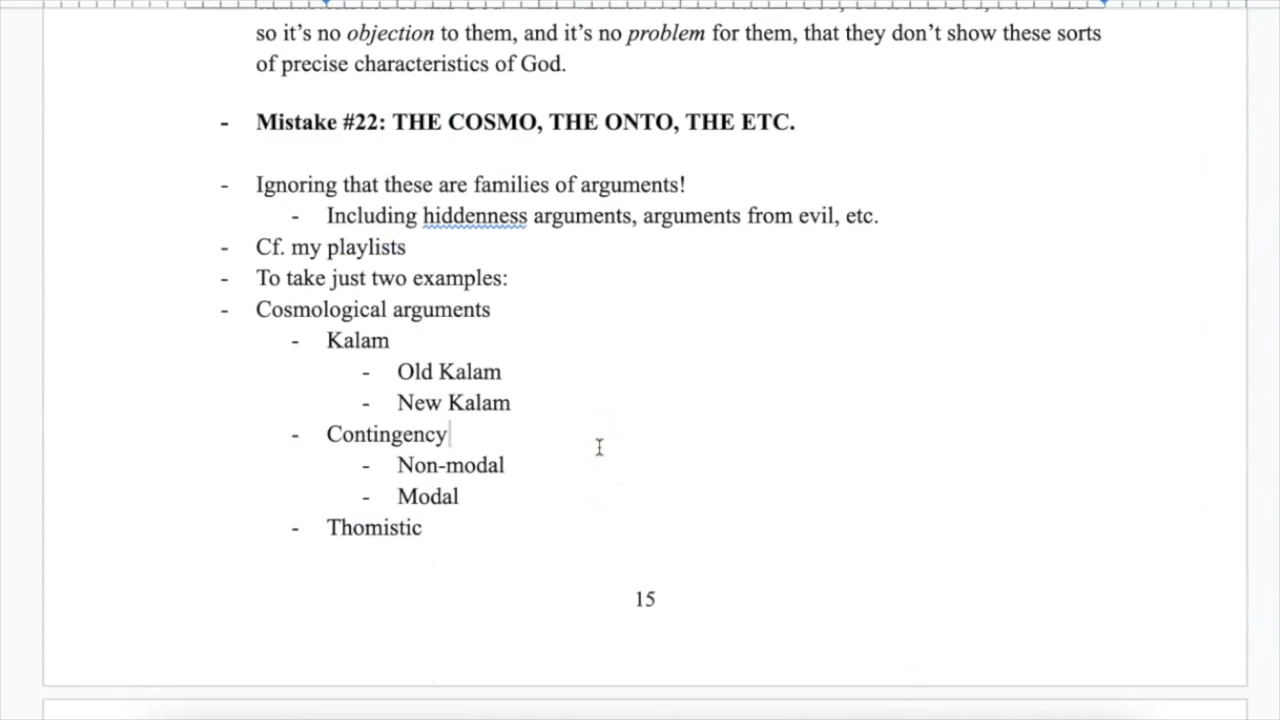 so it’s no objection to them, and it’s no problem for them, that they don’t show these sorts
of precise characteristics of God.
- Mistake #22: THE COSMO, THE ONTO, THE ETC.
- Ignoring that these are families of arguments!
- Including hiddenness arguments, arguments from evil, etc.
- Cf. my playlists
- To take just two examples:
- Cosmological arguments
- Kalam
- Old Kalam
- New Kalam
- Contingency
- Non-modal
- Modal
- Thomistic
15